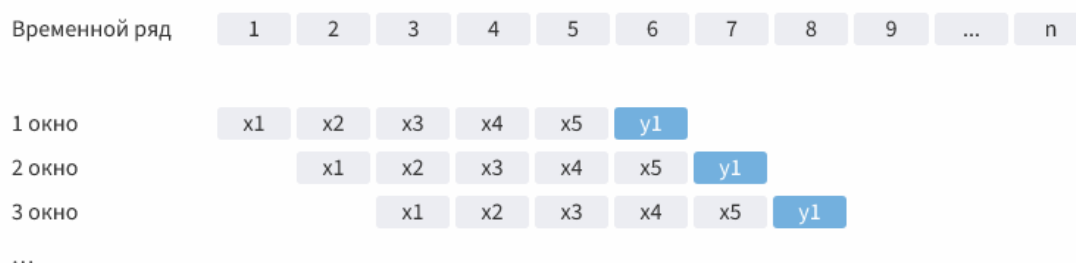 Временной ряд 1 2 3 4 5 6 7 8 9 ... n
1 окно x1 x2 x3 x4 x5 y1
2 окно x1 x2 x3 x4 x5 y1
3 окно x1 x2 x3 x4 x5 y1
...